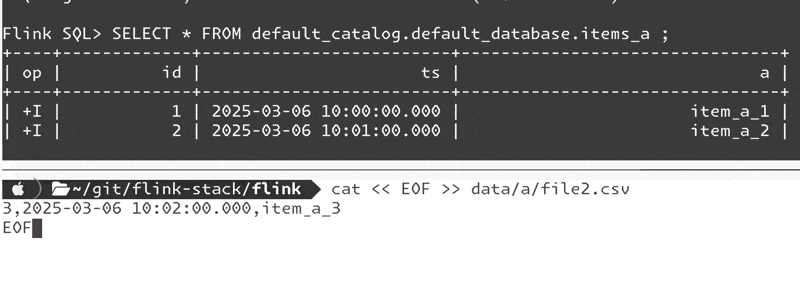 Flink SQL> SELECT * FROM default_catalog.default_database.items_a ;
+----+-------------+-------------------------+--------------------------------+
| op |          id |                      ts |                              a |
+----+-------------+-------------------------+--------------------------------+
| +I |           1 | 2025-03-06 10:00:00.000 |                       item_a_1 |
| +I |           2 | 2025-03-06 10:01:00.000 |                       item_a_2 |
~/git/flink-stack/flink cat << EOF >> data/a/file2.csv
3,2025-03-06 10:02:00.000,item_a_3
EOF